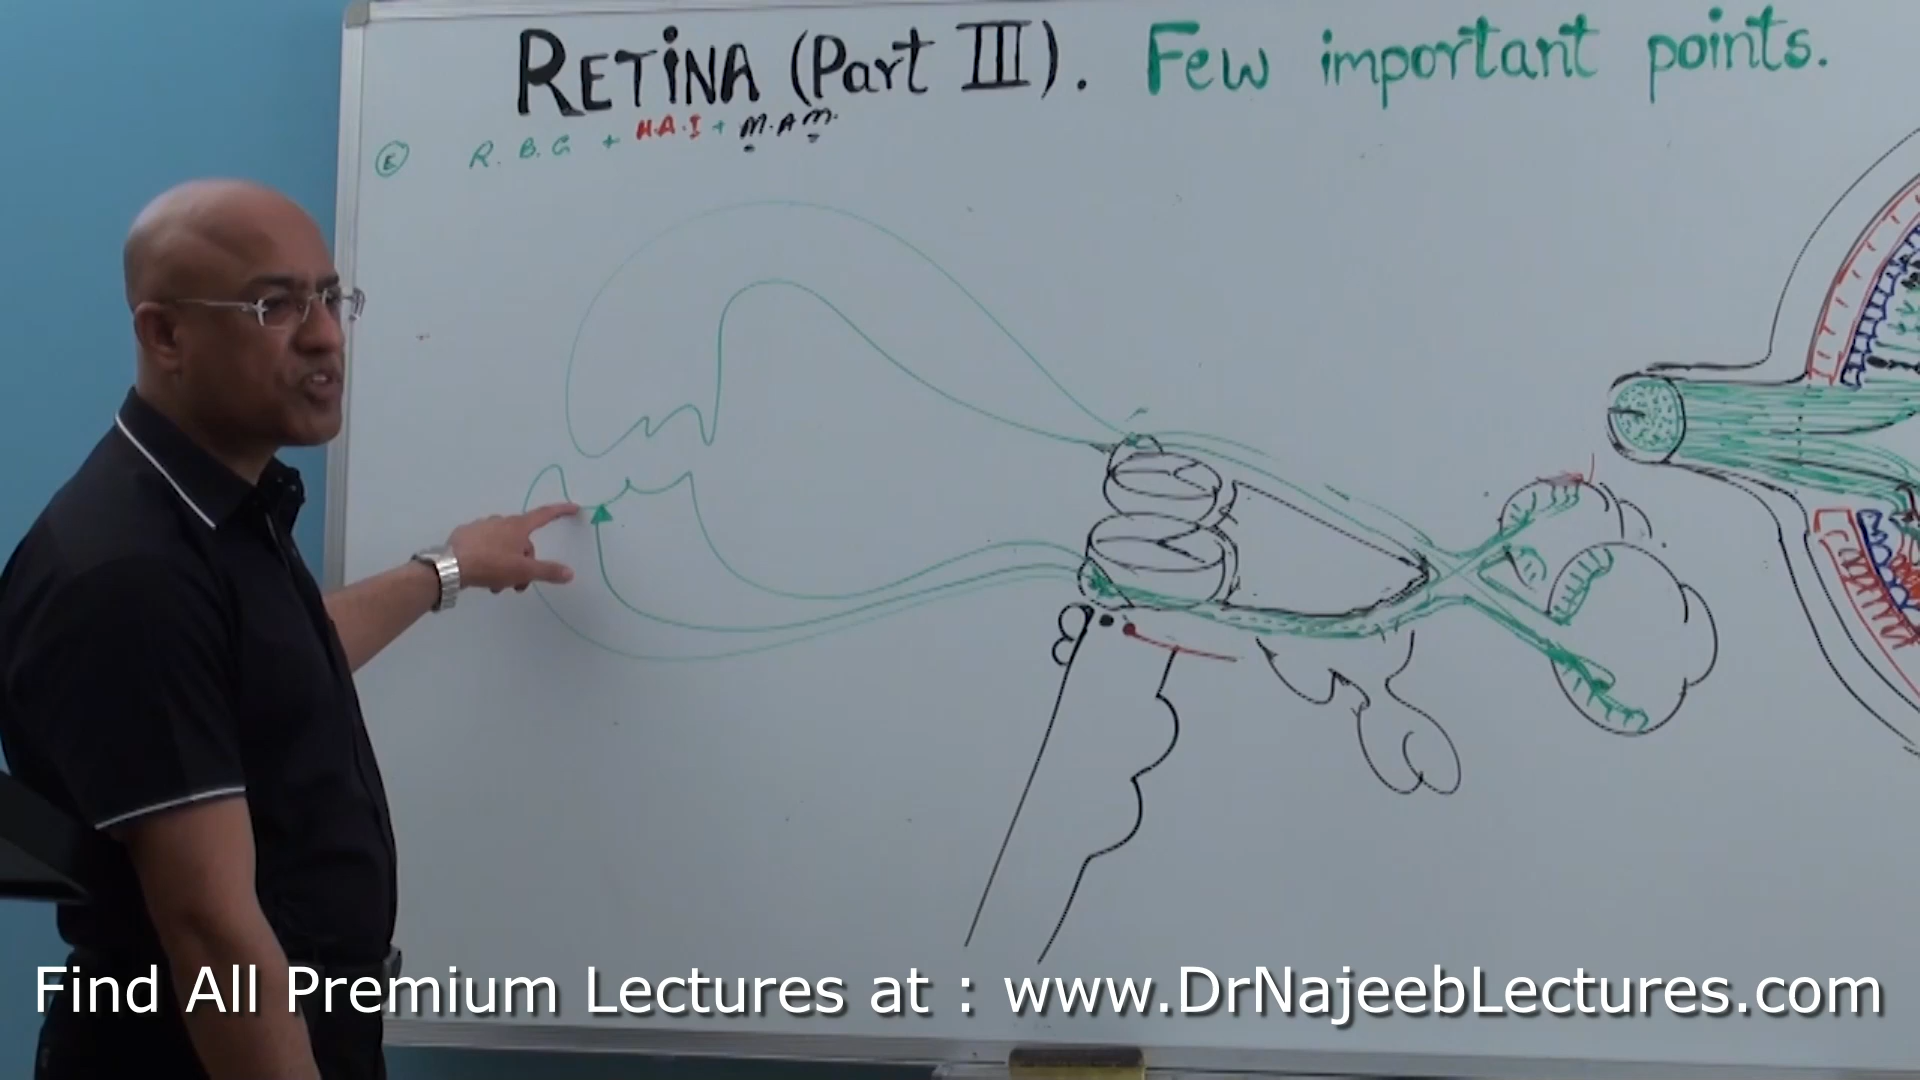 RETINA (Part III). Few important points.
E R. B. G + H.A.I + M.A M.
Find All Premium Lectures at : www.DrNajeebLectures.com